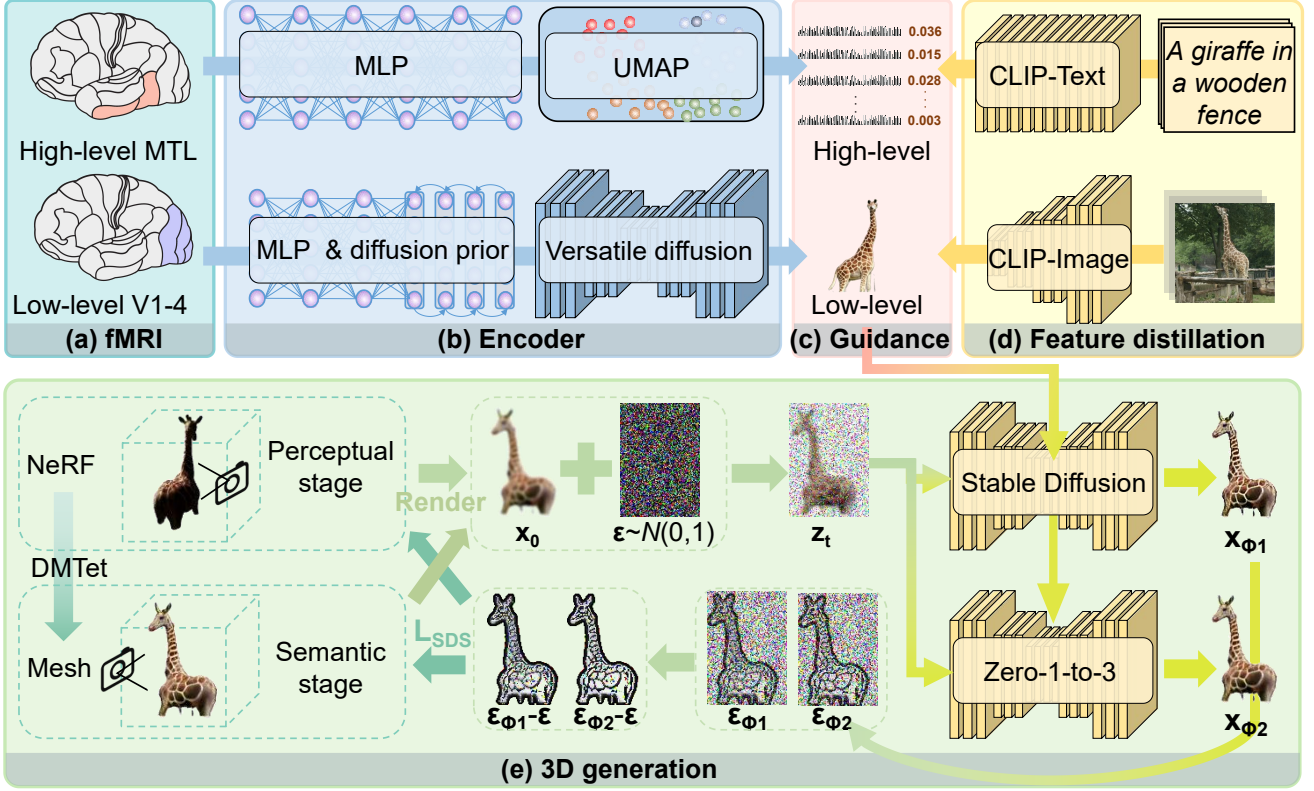 High-level MTL
Low-level V1-4
(a) fMRI
MLP
UMAP
MLP & diffusion prior
Versatile diffusion
(b) Encoder
0.036
0.015
0.028
0.003
High-level
Low-level
(c) Guidance
CLIP-Text
A giraffe in
a wooden
fence
CLIP-Image
(d) Feature distillation
NeRF
Perceptual
stage
DMTet
Mesh
Semantic
stage
Render
x₀
ε~N(0,1)
zₜ
Stable Diffusion
x_Φ1
L_SDS
ε_Φ1-ε
ε_Φ2-ε
ε_Φ1
ε_Φ2
Zero-1-to-3
x_Φ2
(e) 3D generation